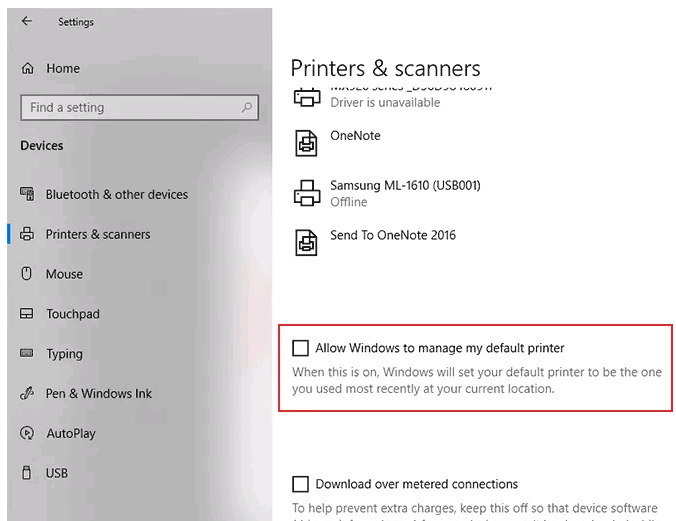 Settings
Home
Find a setting
Devices
Bluetooth & other devices
Printers & scanners
Mouse
Touchpad
Typing
Pen & Windows Ink
AutoPlay
USB
Printers & scanners
Driver is unavailable
OneNote
Samsung ML-1610 (USB001)
Offline
Send To OneNote 2016
Allow Windows to manage my default printer
When this is on, Windows will set your default printer to be the one
you used most recently at your current location.
Download over metered connections
To help prevent extra charges, keep this off so that device software